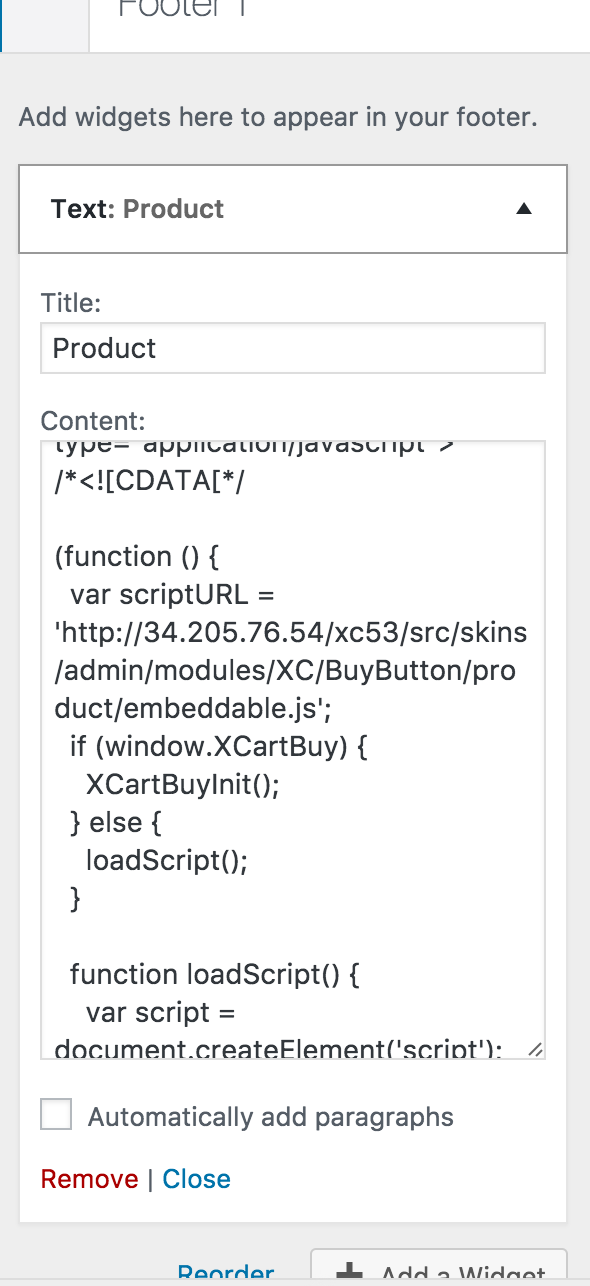 Footer 1
Add widgets here to appear in your footer.
Text: Product
Title:
Product
Content:
type="application/javascript">
/*<![CDATA[*/
(function () {
var scriptURL =
'http://34.205.76.54/xc53/src/skins
/admin/modules/XC/BuyButton/pro
duct/embeddable.js';
if (window.XCartBuy) {
XCartBuyInit();
} else {
loadScript();
}
function loadScript() {
var script =
document.createElement('script');
Automatically add paragraphs
Remove | Close
Reorder
Add a Widget